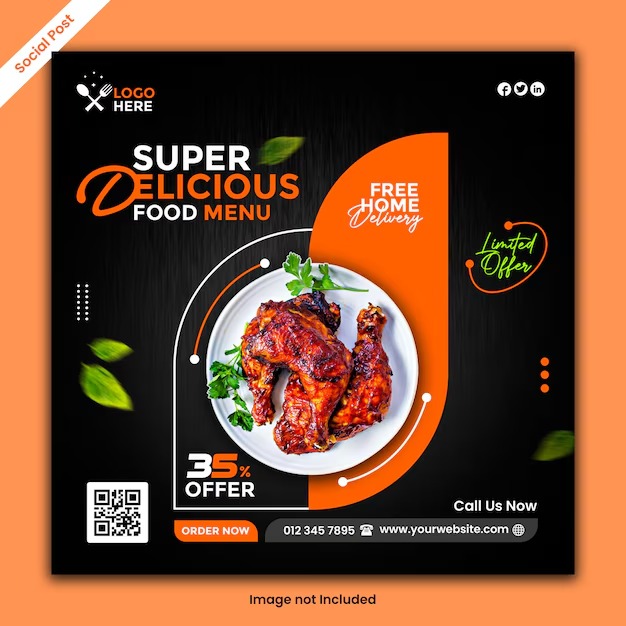 Social Post
LOGO
HERE
SUPER
DELICIOUS
FOOD MENU
FREE
HOME
Delivery
Limited
Offer
35%
OFFER
Call Us Now
ORDER NOW
012 345 7895
www.yourwebsite.com
Image not Included